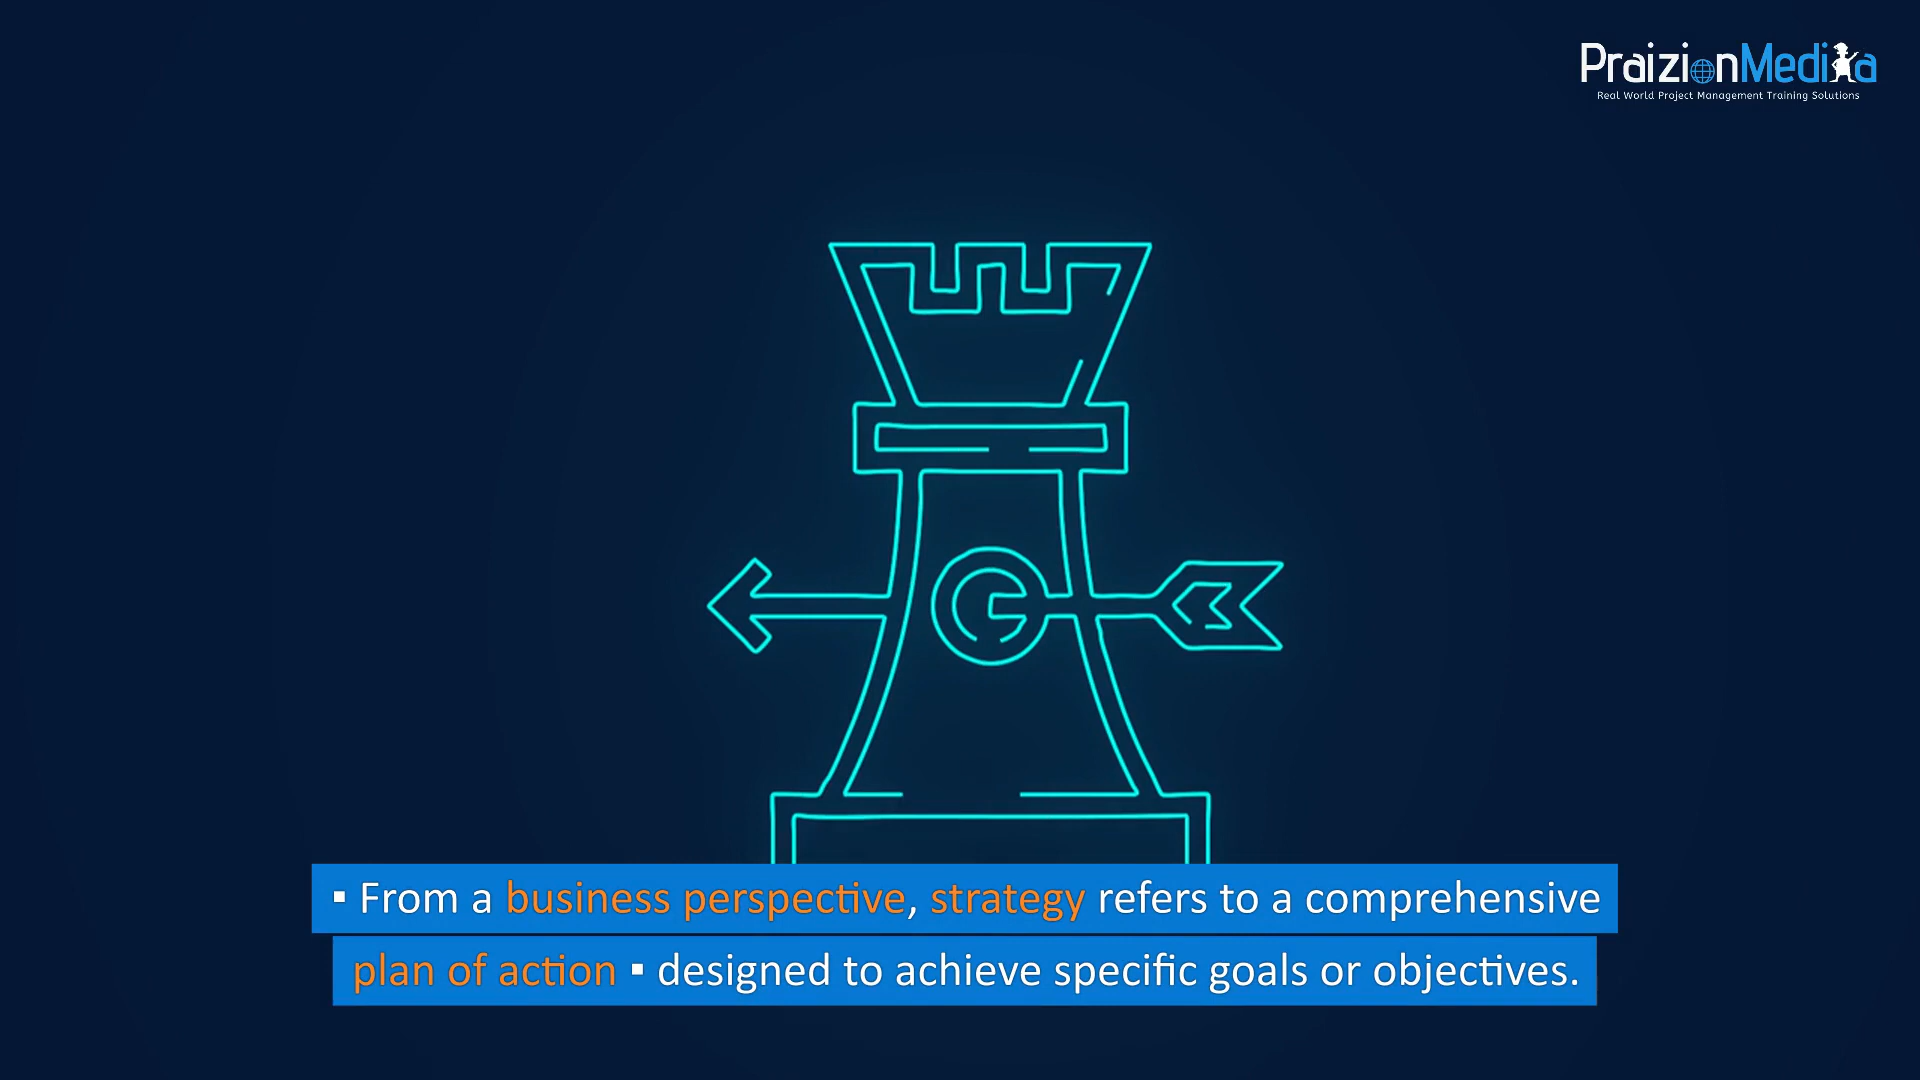 PraizionMedia
Real World Project Management Training Solutions
▪ From a business perspective, strategy refers to a comprehensive
plan of action ▪ designed to achieve specific goals or objectives.